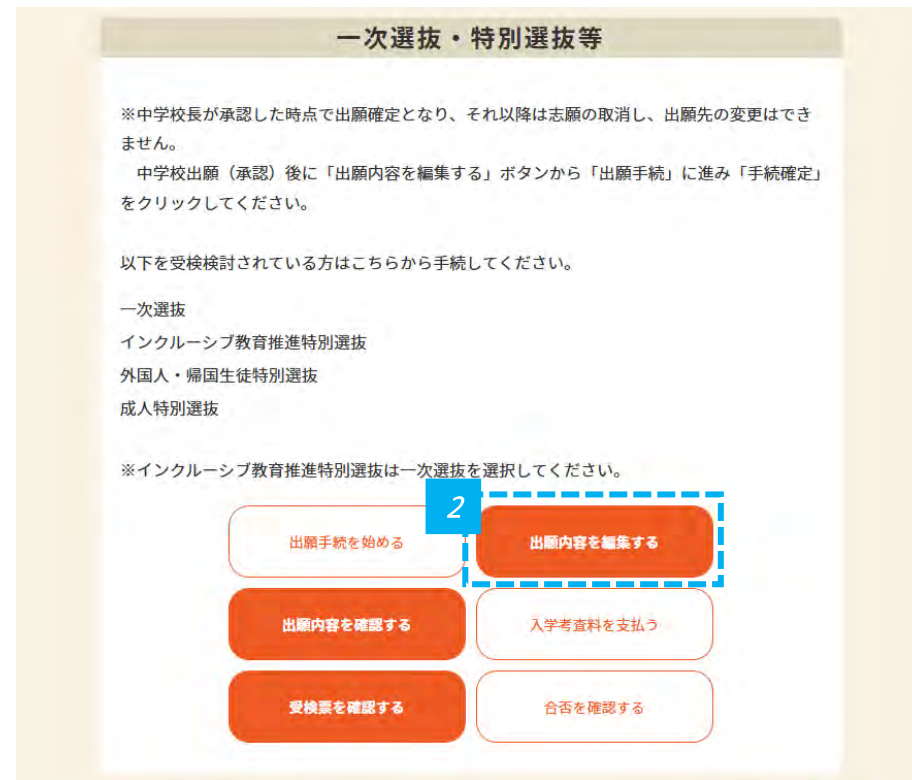 一次選抜・特別選抜等
※中学校長が承認した時点で出願確定となり、それ以降は志願の取消し、出願先の変更はでき
ません。
　中学校出願（承認）後に「出願内容を編集する」ボタンから「出願手続」に進み「手続確定」
をクリックしてください。
以下を受検検討されている方はこちらから手続してください。
一次選抜
インクルーシブ教育推進特別選抜
外国人・帰国生徒特別選抜
成人特別選抜
※インクルーシブ教育推進特別選抜は一次選抜を選択してください。
2
出願手続を始める
出願内容を編集する
出願内容を確認する
入学考査料を支払う
受検票を確認する
合否を確認する